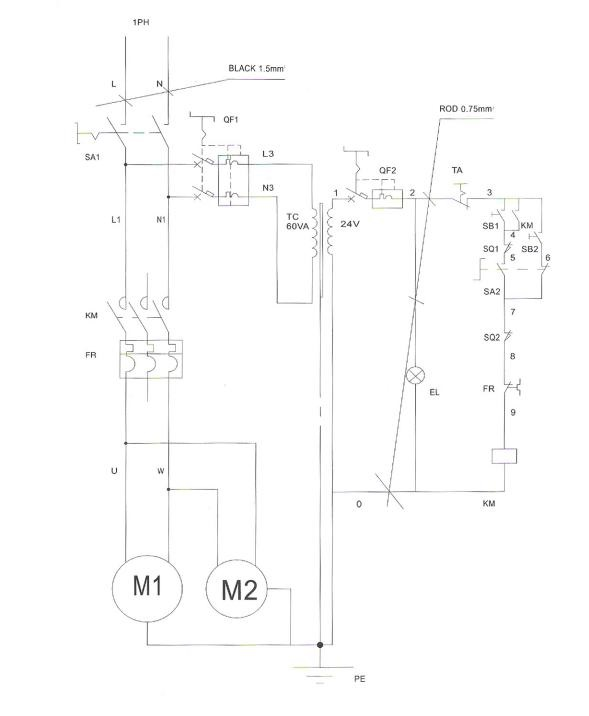 1PH
BLACK 1.5mm²
L
N
ROD 0.75mm²
QF1
SA1
L3
QF2
TA
N3
1
2
3
L1
N1
TC
60VA
24V
SB1
KM
4
SQ1
SB2
5
6
SA2
KM
7
FR
SQ2
8
EL
FR
9
U
W
0
KM
M1
M2
PE